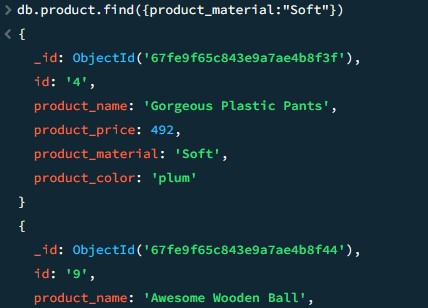 > db.product.find({product_material:"Soft"})
< {
_id: ObjectId('67fe9f65c843e9a7ae4b8f3f'),
id: '4',
product_name: 'Gorgeous Plastic Pants',
product_price: 492,
product_material: 'Soft',
product_color: 'plum'
}
{
_id: ObjectId('67fe9f65c843e9a7ae4b8f44'),
id: '9',
product_name: 'Awesome Wooden Ball',